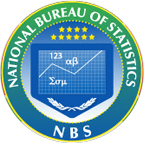 NATIONAL BUREAU OF STATISTICS
123
αβ
Σσμ
NBS